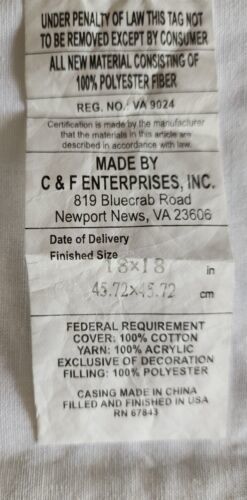 UNDER PENALTY OF LAW THIS TAG NOT
TO BE REMOVED EXCEPT BY CONSUMER
ALL NEW MATERIAL CONSISTING OF
100% POLYESTER FIBER
REG. NO. VA 9024
Certification is made by the manufacturer
that the materials in this article are
described in accordance with law.
MADE BY
C & F ENTERPRISES, INC.
819 Bluecrab Road
Newport News, VA 23606
Date of Delivery
Finished Size
18×18 in
45.72×45.72 cm
FEDERAL REQUIREMENT
COVER: 100% COTTON
YARN: 100% ACRYLIC
EXCLUSIVE OF DECORATION
FILLING: 100% POLYESTER
CASING MADE IN CHINA
FILLED AND FINISHED IN USA
RN 67843